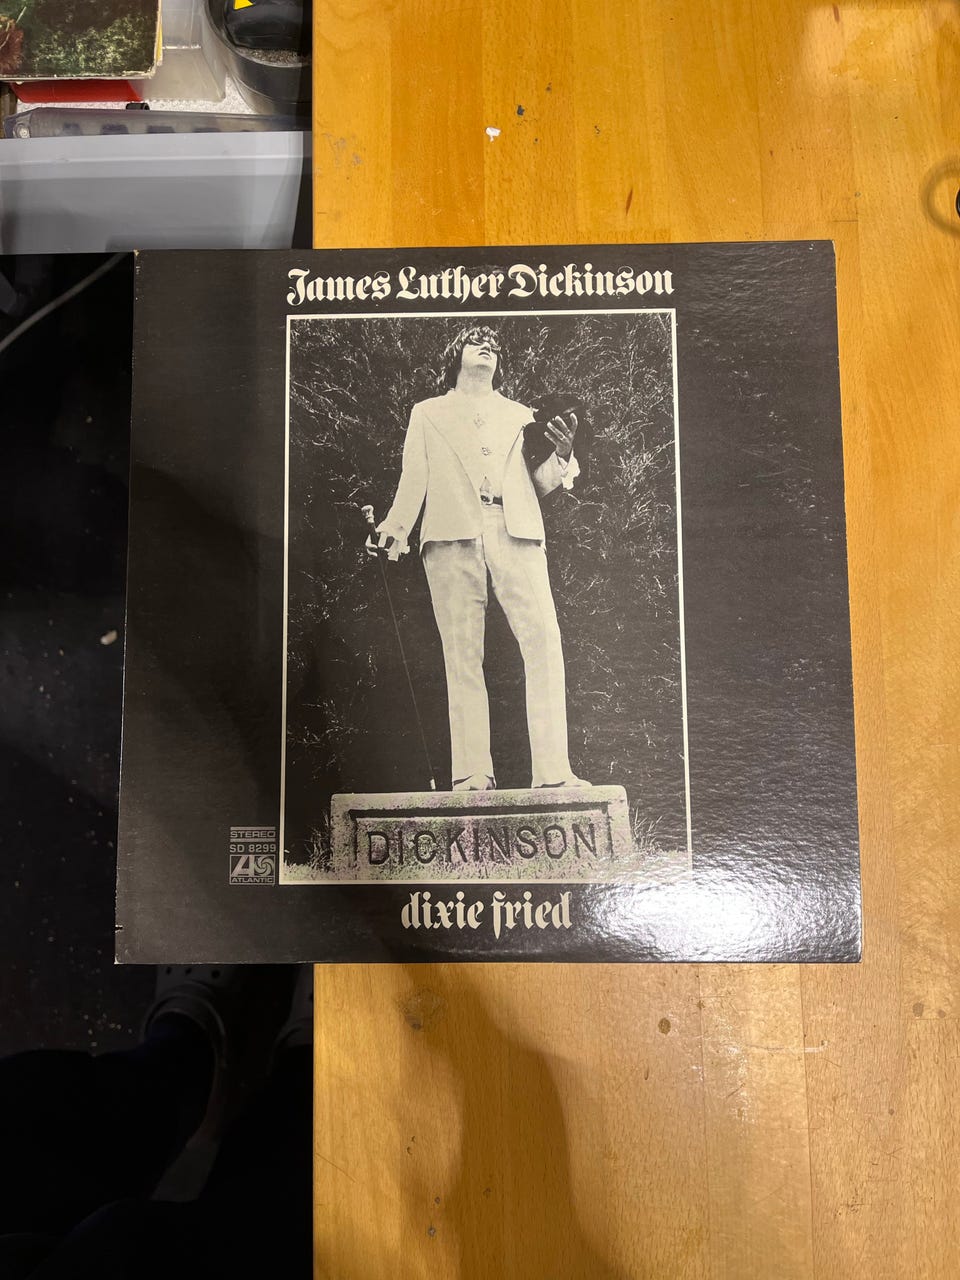 James Luther Dickinson
DICKINSON
STEREO
SD 8299
ATLANTIC
dixie fried